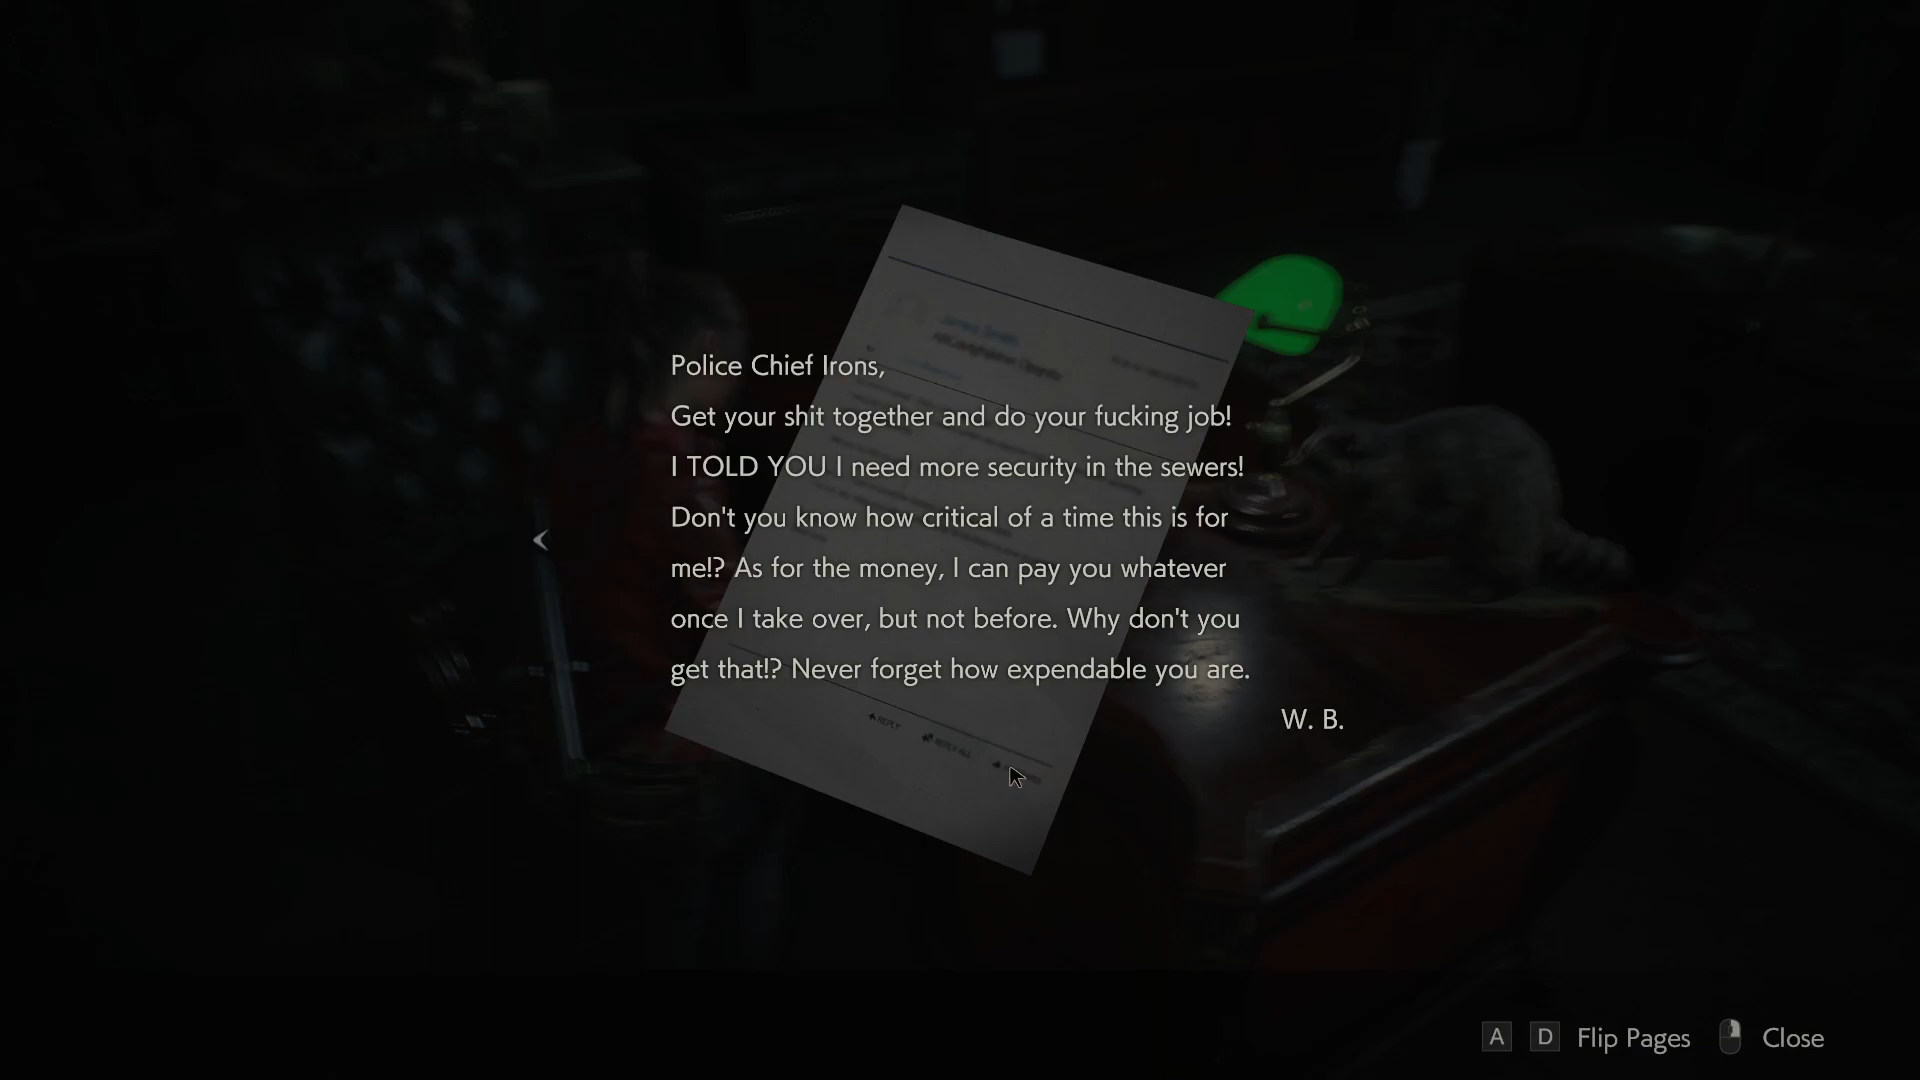 Police Chief Irons,
Get your shit together and do your fucking job!
I TOLD YOU I need more security in the sewers!
Don't you know how critical of a time this is for
me!? As for the money, I can pay you whatever
once I take over, but not before. Why don't you
get that!? Never forget how expendable you are.
W. B.
REPLY
REPLY ALL
A D Flip Pages Close